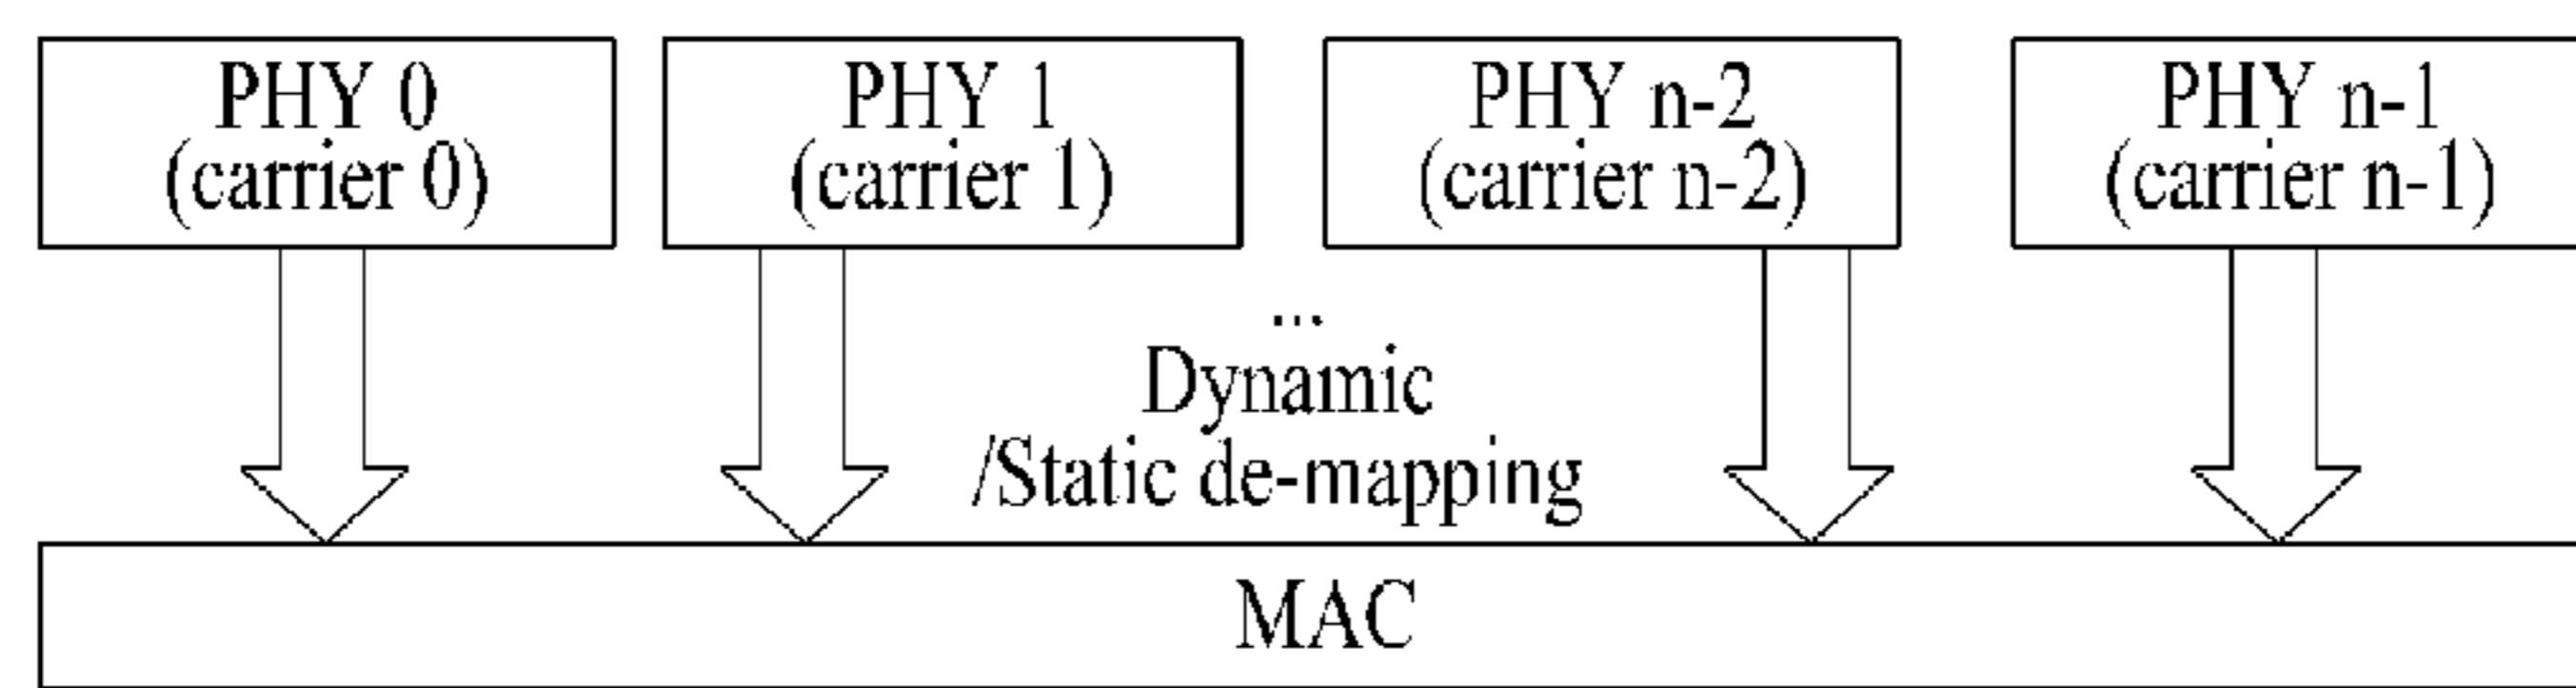 PHY 0
(carrier 0)
PHY 1
(carrier 1)
PHY n-2
(carrier n-2)
PHY n-1
(carrier n-1)
...
Dynamic
/Static de-mapping
MAC